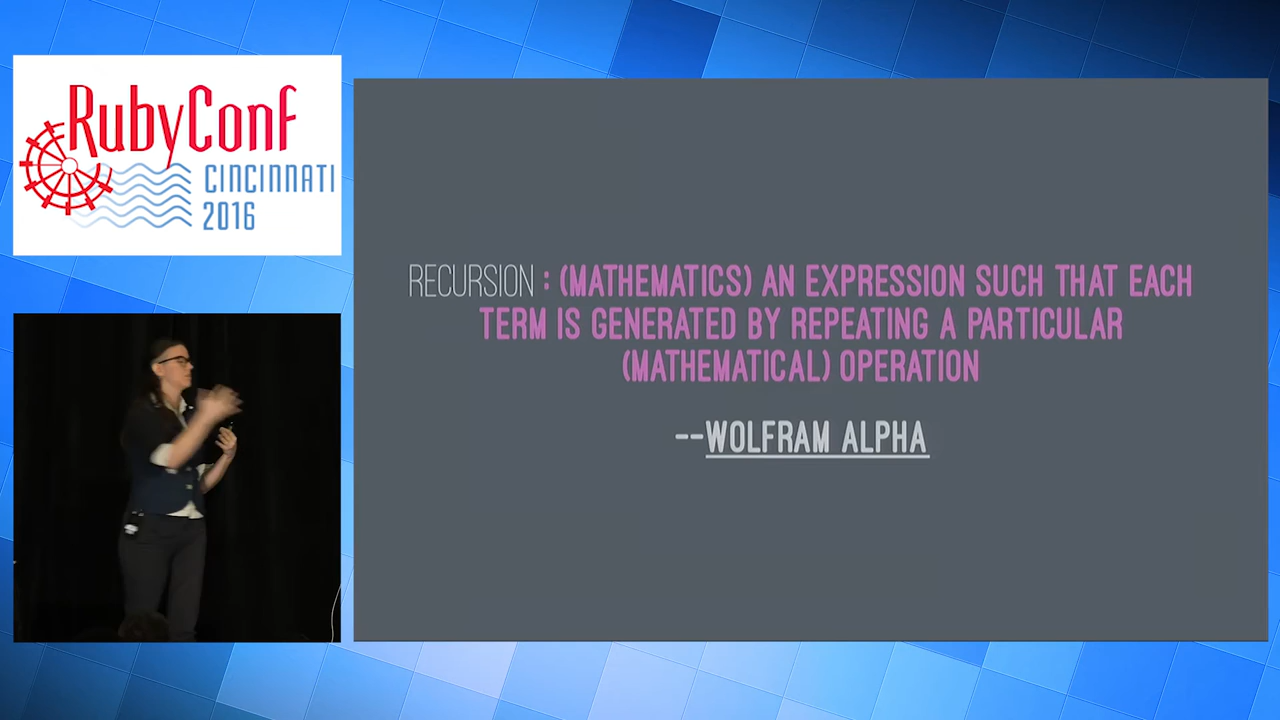 RubyConf
CINCINNATI
2016
RECURSION : (MATHEMATICS) AN EXPRESSION SUCH THAT EACH
TERM IS GENERATED BY REPEATING A PARTICULAR
(MATHEMATICAL) OPERATION
--WOLFRAM ALPHA